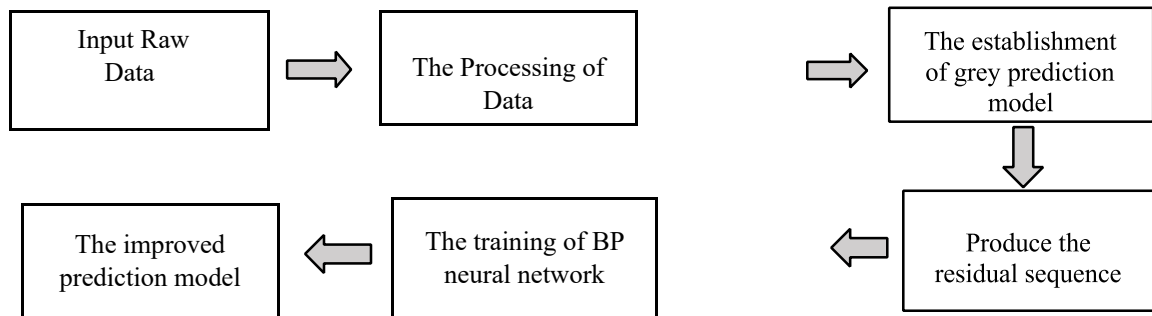 Input Raw
Data
The Processing of
Data
The establishment
of grey prediction
model
Produce the
residual sequence
The training of BP
neural network
The improved
prediction model